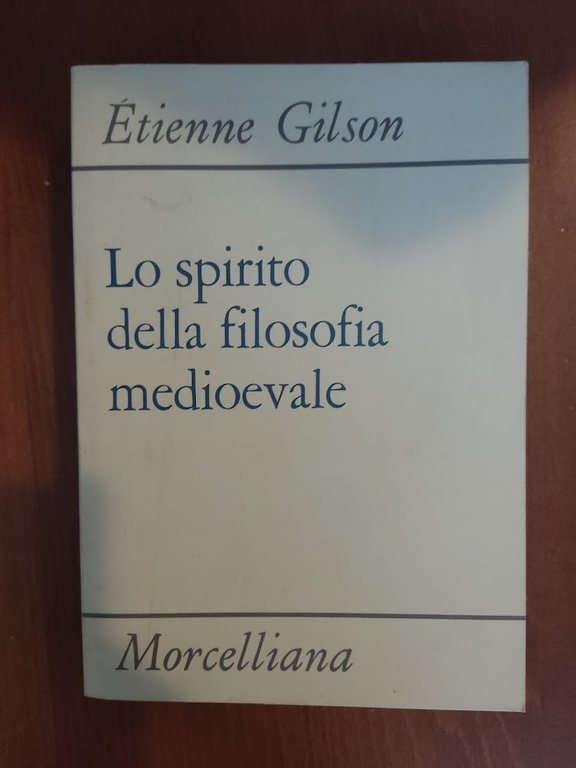 Étienne Gilson
Lo spirito
della filosofia
medioevale
Morcelliana